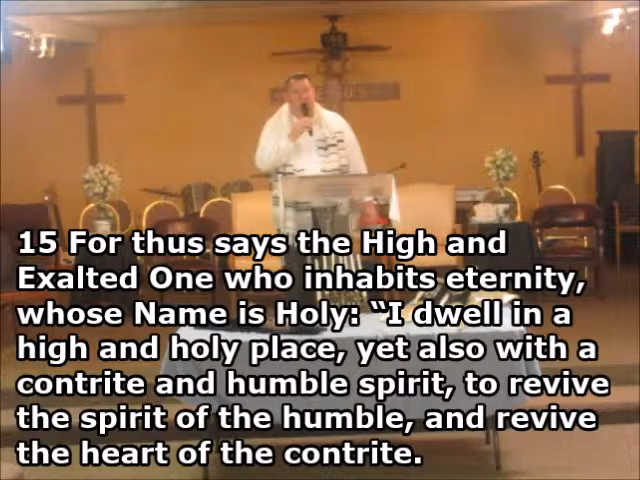 15 For thus says the High and
Exalted One who inhabits eternity,
whose Name is Holy: “I dwell in a
high and holy place, yet also with a
contrite and humble spirit, to revive
the spirit of the humble, and revive
the heart of the contrite.